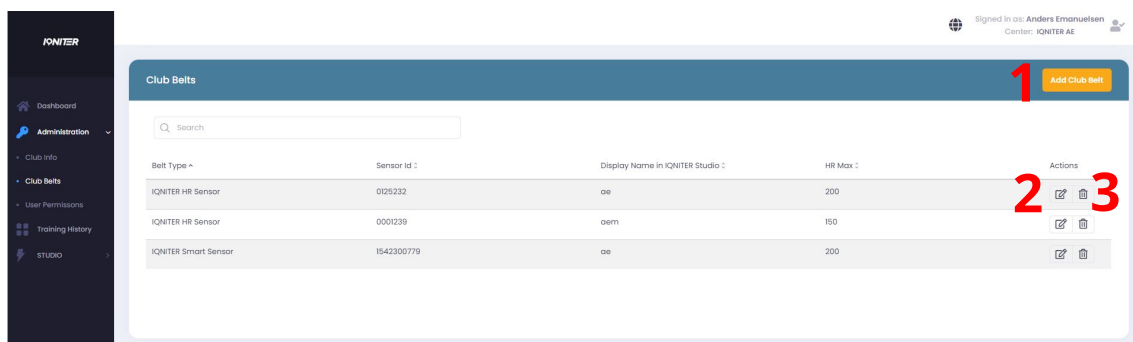 IQNITER
Signed in as: Anders Emanuelsen
Center: IQNITER AE
Dashboard
Administration
Club Info
Club Belts
User Permissons
Training History
STUDIO
Club Belts
1
Add Club Belt
Search
Belt Type Sensor Id Display Name in IQNITER Studio HR Max Actions
IQNITER HR Sensor 0125232 ae 200
2 3
IQNITER HR Sensor 0001239 aem 150
IQNITER Smart Sensor 1542300779 ae 200